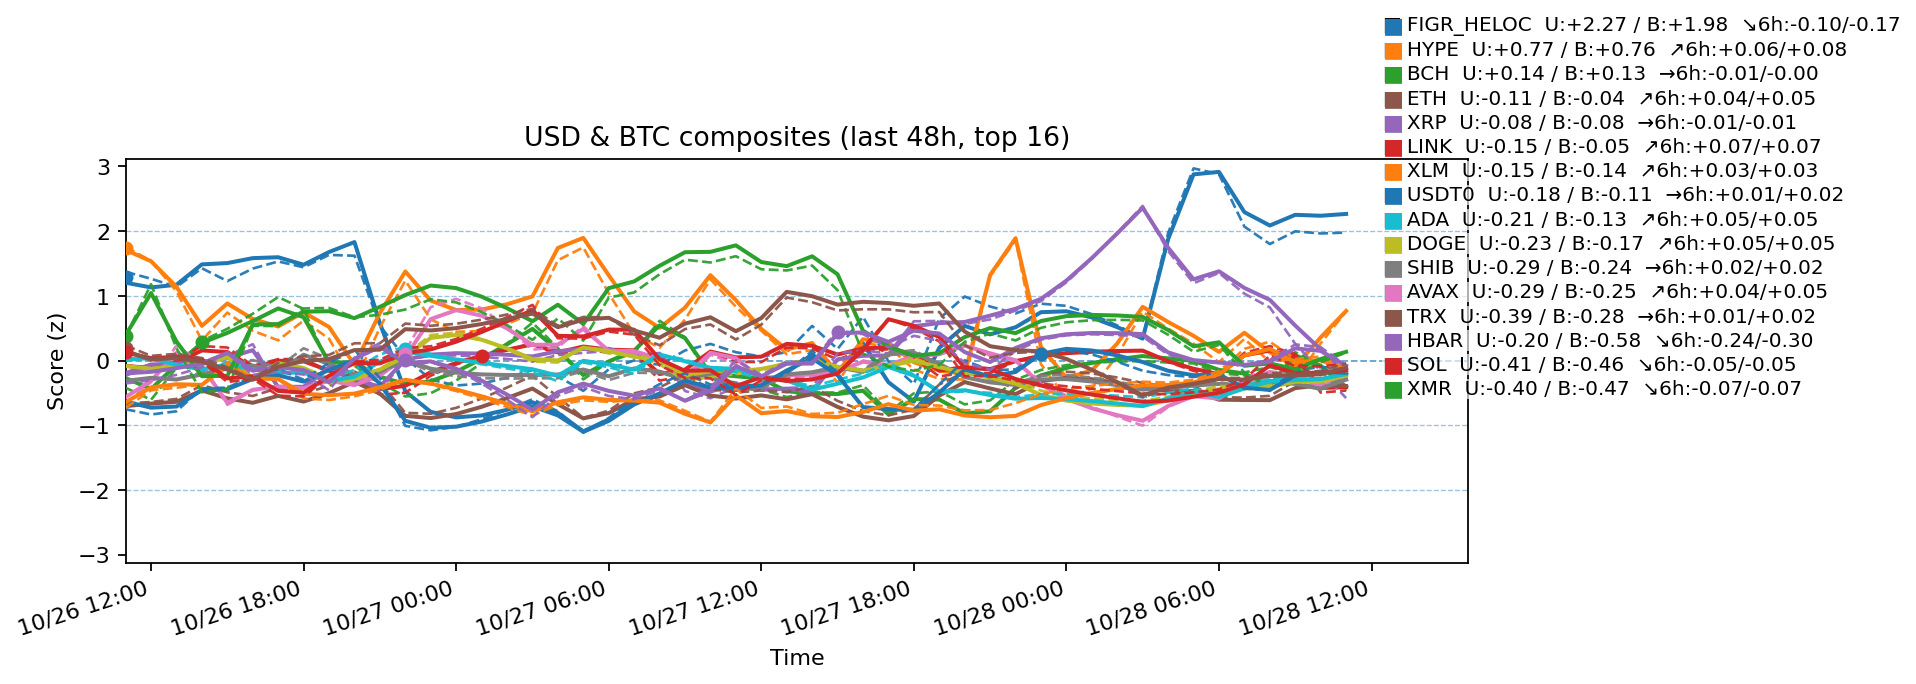 FIGR_HELOC  U:+2.27 / B:+1.98  ↘6h:-0.10/-0.17
HYPE  U:+0.77 / B:+0.76  ↗6h:+0.06/+0.08
BCH  U:+0.14 / B:+0.13  →6h:-0.01/-0.00
ETH  U:-0.11 / B:-0.04  ↗6h:+0.04/+0.05
XRP  U:-0.08 / B:-0.08  →6h:-0.01/-0.01
LINK  U:-0.15 / B:-0.05  ↗6h:+0.07/+0.07
XLM  U:-0.15 / B:-0.14  ↗6h:+0.03/+0.03
USDT0  U:-0.18 / B:-0.11  →6h:+0.01/+0.02
ADA  U:-0.21 / B:-0.13  ↗6h:+0.05/+0.05
DOGE  U:-0.23 / B:-0.17  ↗6h:+0.05/+0.05
SHIB  U:-0.29 / B:-0.24  →6h:+0.02/+0.02
AVAX  U:-0.29 / B:-0.25  ↗6h:+0.04/+0.05
TRX  U:-0.39 / B:-0.28  →6h:+0.01/+0.02
HBAR  U:-0.20 / B:-0.58  ↘6h:-0.24/-0.30
SOL  U:-0.41 / B:-0.46  ↘6h:-0.05/-0.05
XMR  U:-0.40 / B:-0.47  ↘6h:-0.07/-0.07
USD & BTC composites (last 48h, top 16)
Score (z)
3
2
1
0
−1
−2
−3
10/26 12:00
10/26 18:00
10/27 00:00
10/27 06:00
10/27 12:00
10/27 18:00
10/28 00:00
10/28 06:00
10/28 12:00
Time